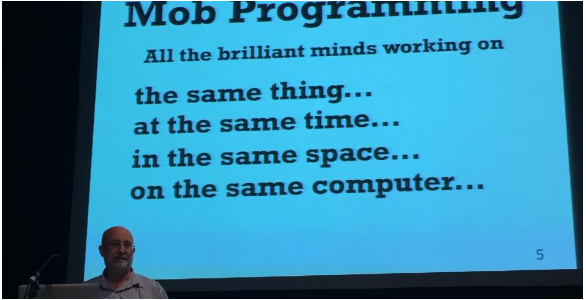 Mob Programming
All the brilliant minds working on
the same thing...
at the same time...
in the same space...
on the same computer...
5